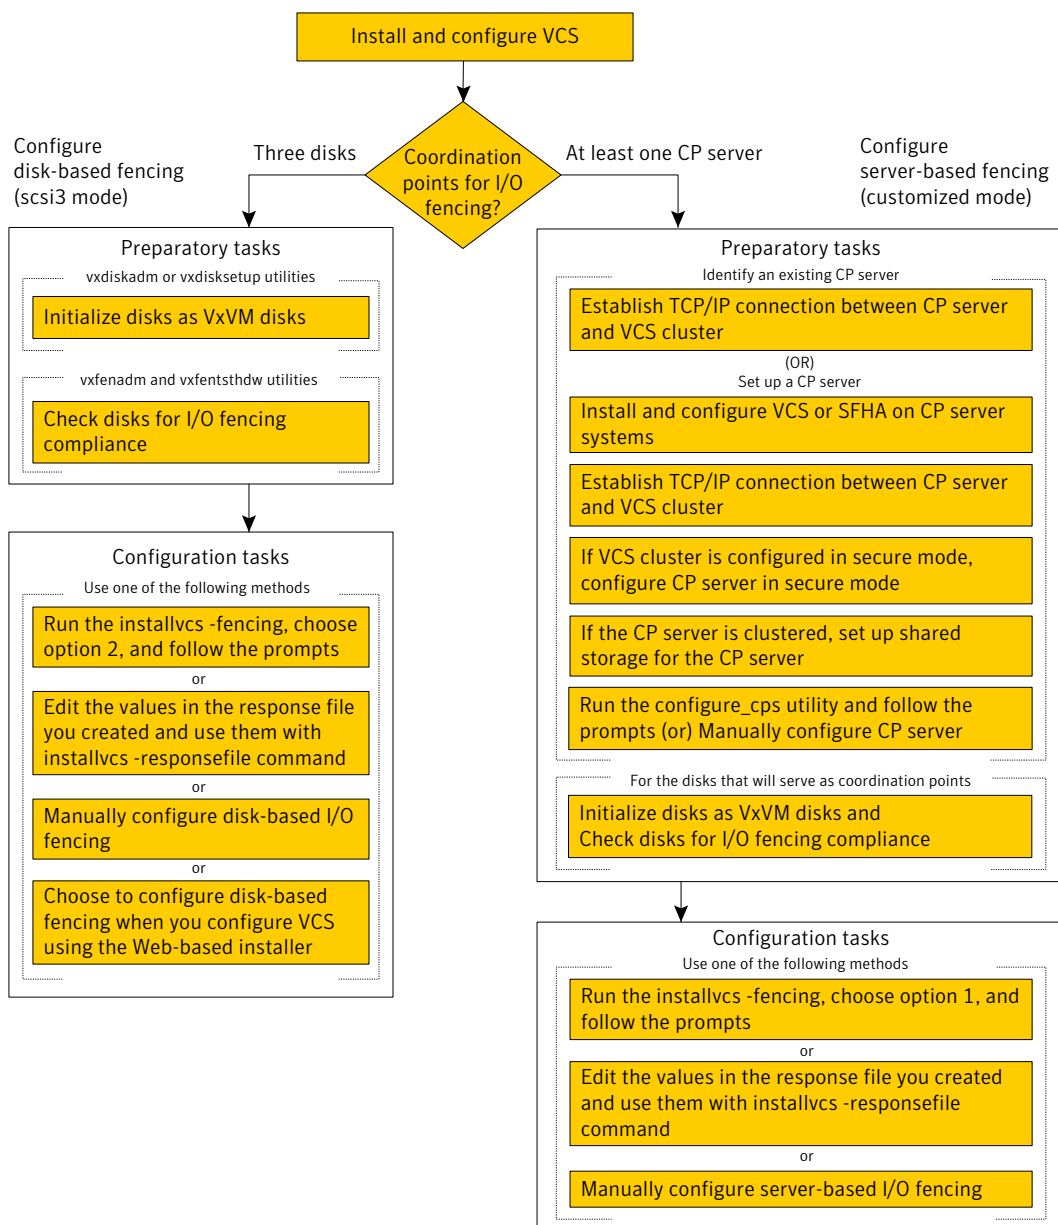 Install and configure VCS
Configure
disk-based fencing
(scsi3 mode)
Three disks
Coordination
points for I/O
fencing?
At least one CP server
Configure
server-based fencing
(customized mode)
Preparatory tasks
vxdiskadm or vxdisksetup utilities
Initialize disks as VxVM disks
vxfenadm and vxfentsthdw utilities
Check disks for I/O fencing
compliance
Configuration tasks
Use one of the following methods
Run the installvcs -fencing, choose
option 2, and follow the prompts
or
Edit the values in the response file
you created and use them with
installvcs -responsefile command
or
Manually configure disk-based I/O
fencing
or
Choose to configure disk-based
fencing when you configure VCS
using the Web-based installer
Preparatory tasks
Identify an existing CP server
Establish TCP/IP connection between CP server
and VCS cluster
(OR)
Set up a CP server
Install and configure VCS or SFHA on CP server
systems
Establish TCP/IP connection between CP server
and VCS cluster
If VCS cluster is configured in secure mode,
configure CP server in secure mode
If the CP server is clustered, set up shared
storage for the CP server
Run the configure_cps utility and follow the
prompts (or) Manually configure CP server
For the disks that will serve as coordination points
Initialize disks as VxVM disks and
Check disks for I/O fencing compliance
Configuration tasks
Use one of the following methods
Run the installvcs -fencing, choose option 1, and
follow the prompts
or
Edit the values in the response file you created
and use them with installvcs -responsefile
command
or
Manually configure server-based I/O fencing